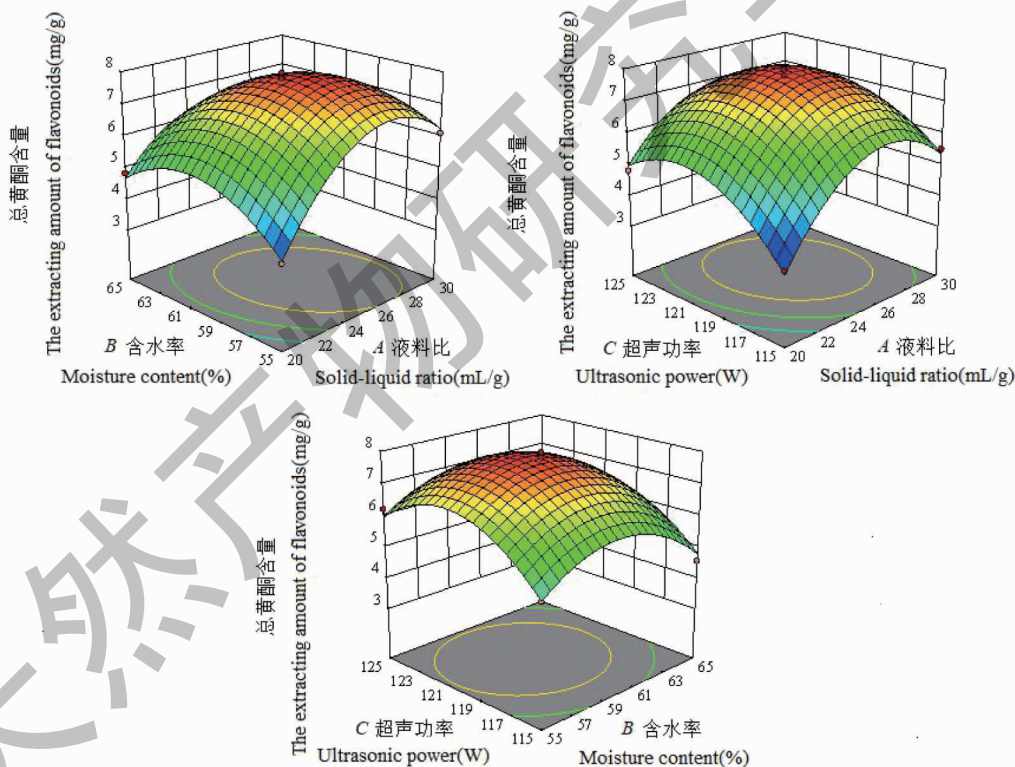 总黄酮含量
The extracting amount of flavonoids(mg/g)
8
7
6
5
4
3
65
63
61
59
57
55
20
22
24
26
28
30
B 含水率
A 液料比
Moisture content(%)
Solid-liquid ratio(mL/g)
总黄酮含量
The extracting amount of flavonoids(mg/g)
8
7
6
5
4
3
125
123
121
119
117
115
20
22
24
26
28
30
C 超声功率
A 液料比
Ultrasonic power(W)
Solid-liquid ratio(mL/g)
总黄酮含量
The extracting amount of flavonoids(mg/g)
8
7
6
5
4
3
125
123
121
119
117
115
55
57
59
61
63
65
C 超声功率
B 含水率
Ultrasonic power(W)
Moisture content(%)
天然产物研究